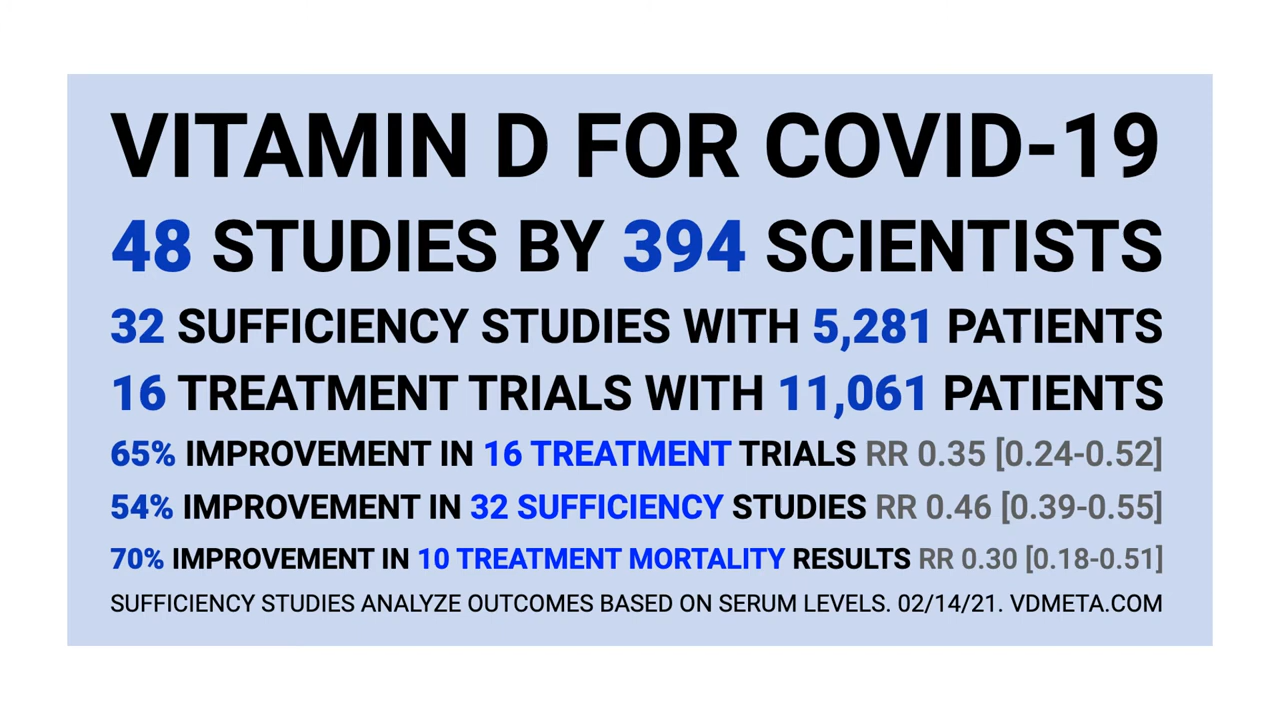 VITAMIN D FOR COVID-19
48 STUDIES BY 394 SCIENTISTS
32 SUFFICIENCY STUDIES WITH 5,281 PATIENTS
16 TREATMENT TRIALS WITH 11,061 PATIENTS
65% IMPROVEMENT IN 16 TREATMENT TRIALS RR 0.35 [0.24-0.52]
54% IMPROVEMENT IN 32 SUFFICIENCY STUDIES RR 0.46 [0.39-0.55]
70% IMPROVEMENT IN 10 TREATMENT MORTALITY RESULTS RR 0.30 [0.18-0.51]
SUFFICIENCY STUDIES ANALYZE OUTCOMES BASED ON SERUM LEVELS. 02/14/21. VDMETA.COM